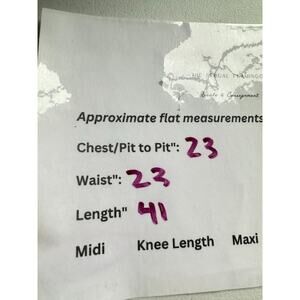 Approximate flat measurements
Chest/Pit to Pit": 23
Waist": 23
Length" 41
Midi Knee Length Maxi